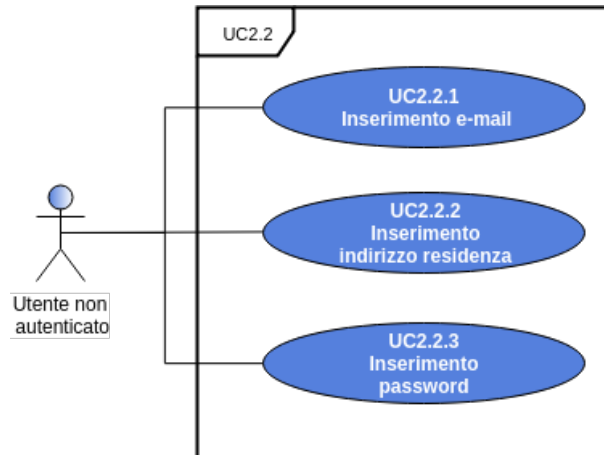 UC2.2
UC2.2.1
Inserimento e-mail
UC2.2.2
Inserimento
indirizzo residenza
Utente non
autenticato
UC2.2.3
Inserimento
password